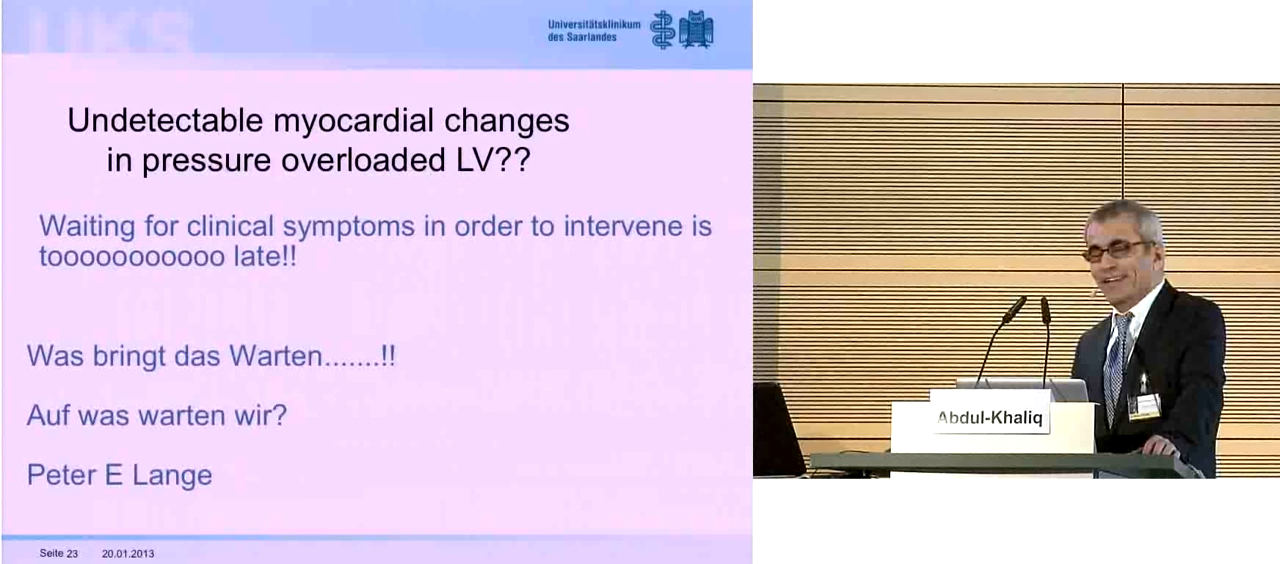 UKS
Universitätsklinikum
des Saarlandes
Undetectable myocardial changes
in pressure overloaded LV??
Waiting for clinical symptoms in order to intervene is
tooooooooooo late!!
Was bringt das Warten.......!!
Auf was warten wir?
Peter E Lange
Seite 23 20.01.2013
Abdul-Khaliq